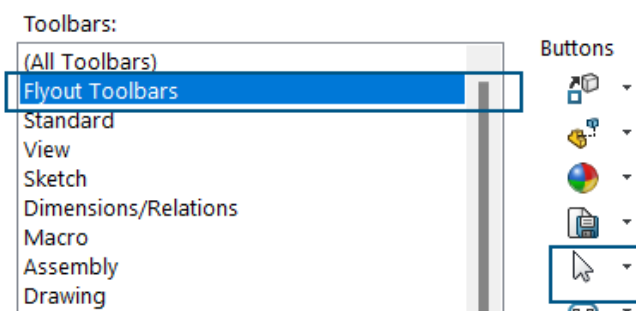 Toolbars:
(All Toolbars)
Flyout Toolbars
Standard
View
Sketch
Dimensions/Relations
Macro
Assembly
Drawing
Buttons